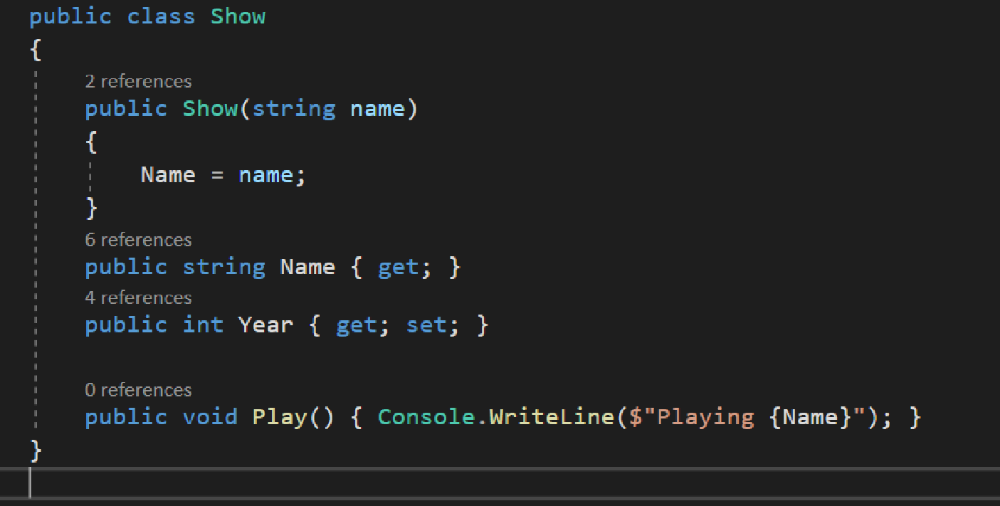 public class Show
{
2 references
public Show(string name)
{
Name = name;
}
6 references
public string Name { get; }
4 references
public int Year { get; set; }
0 references
public void Play() { Console.WriteLine($"Playing {Name}"); }
}